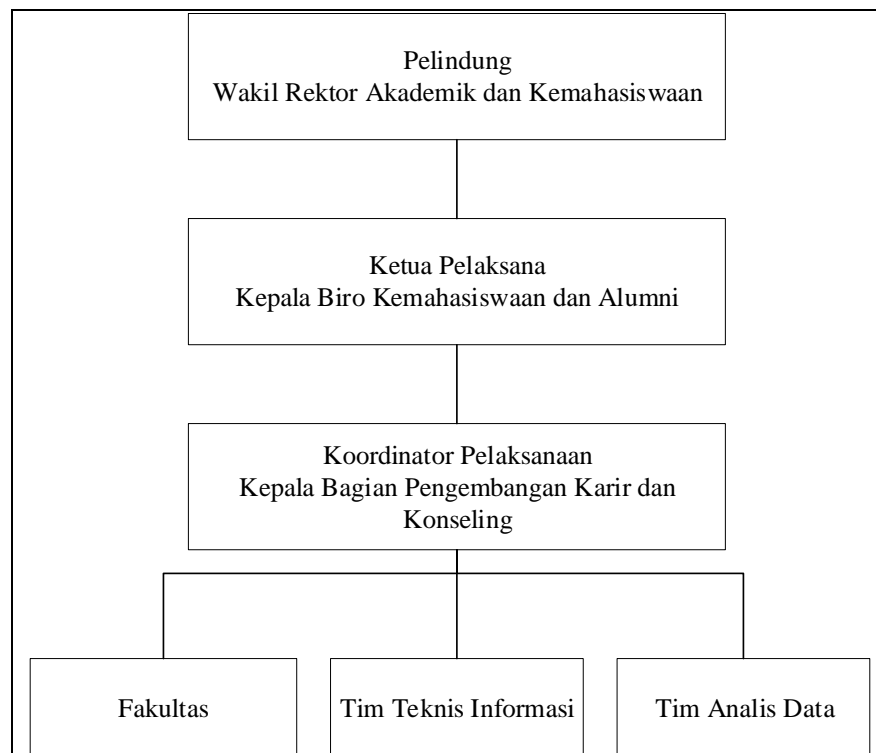 Pelindung
Wakil Rektor Akademik dan Kemahasiswaan
Ketua Pelaksana
Kepala Biro Kemahasiswaan dan Alumni
Koordinator Pelaksanaan
Kepala Bagian Pengembangan Karir dan
Konseling
Fakultas
Tim Teknis Informasi
Tim Analis Data